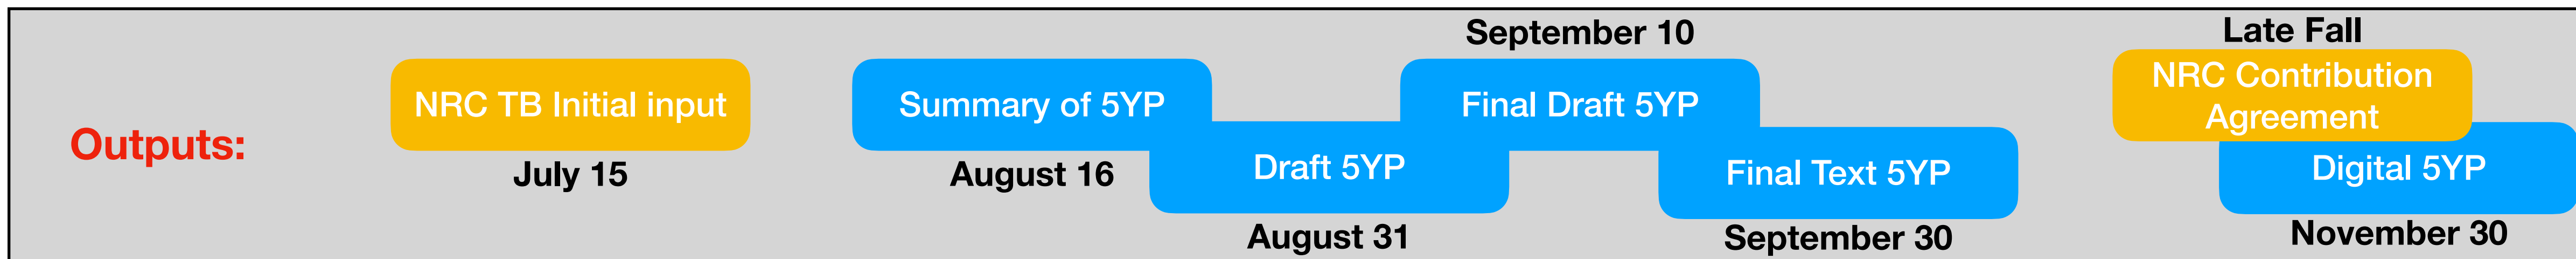 Outputs:
NRC TB Initial input
July 15
Summary of 5YP
August 16
Draft 5YP
August 31
September 10
Final Draft 5YP
Final Text 5YP
September 30
Late Fall
NRC Contribution
Agreement
Digital 5YP
November 30